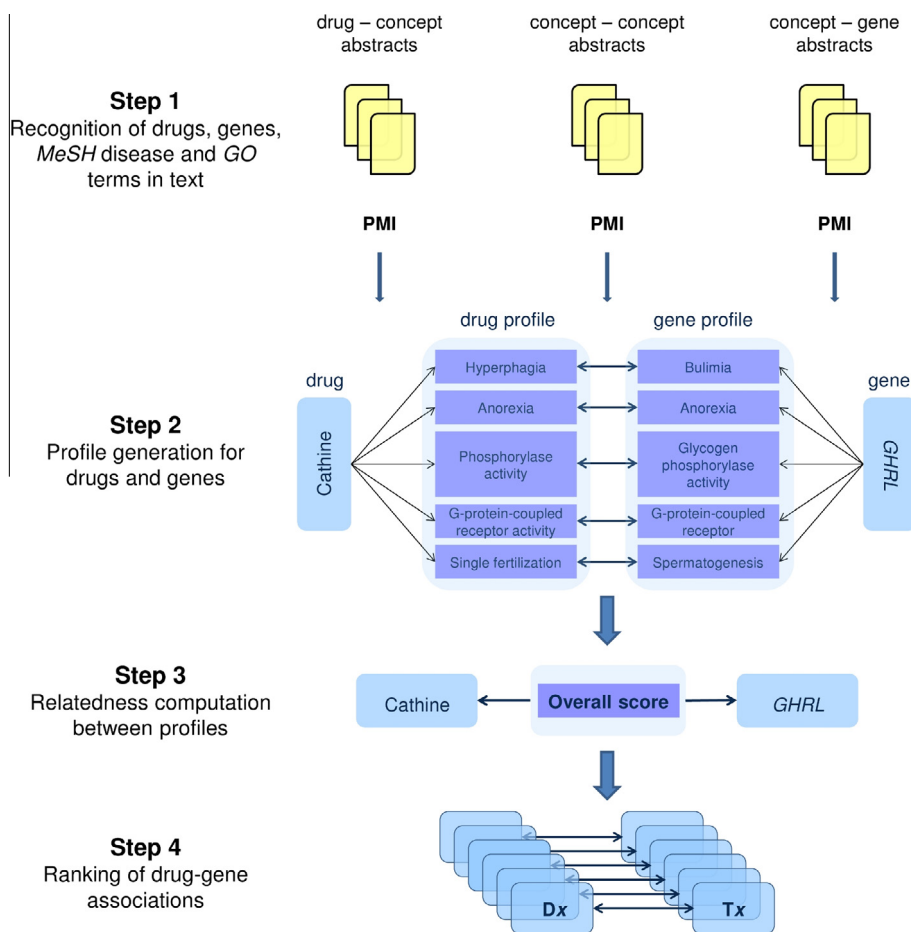 drug – concept
abstracts
concept – concept
abstracts
concept – gene
abstracts
Step 1
Recognition of drugs, genes,
MeSH disease and GO
terms in text
PMI
PMI
PMI
drug profile
gene profile
drug
gene
Step 2
Profile generation for
drugs and genes
Cathine
Hyperphagia
Anorexia
Phosphorylase
activity
G-protein-coupled
receptor activity
Single fertilization
Bulimia
Anorexia
Glycogen
phosphorylase
activity
G-protein-coupled
receptor
Spermatogenesis
GHRL
Step 3
Relatedness computation
between profiles
Cathine
Overall score
GHRL
Step 4
Ranking of drug-gene
associations
Dx
Tx